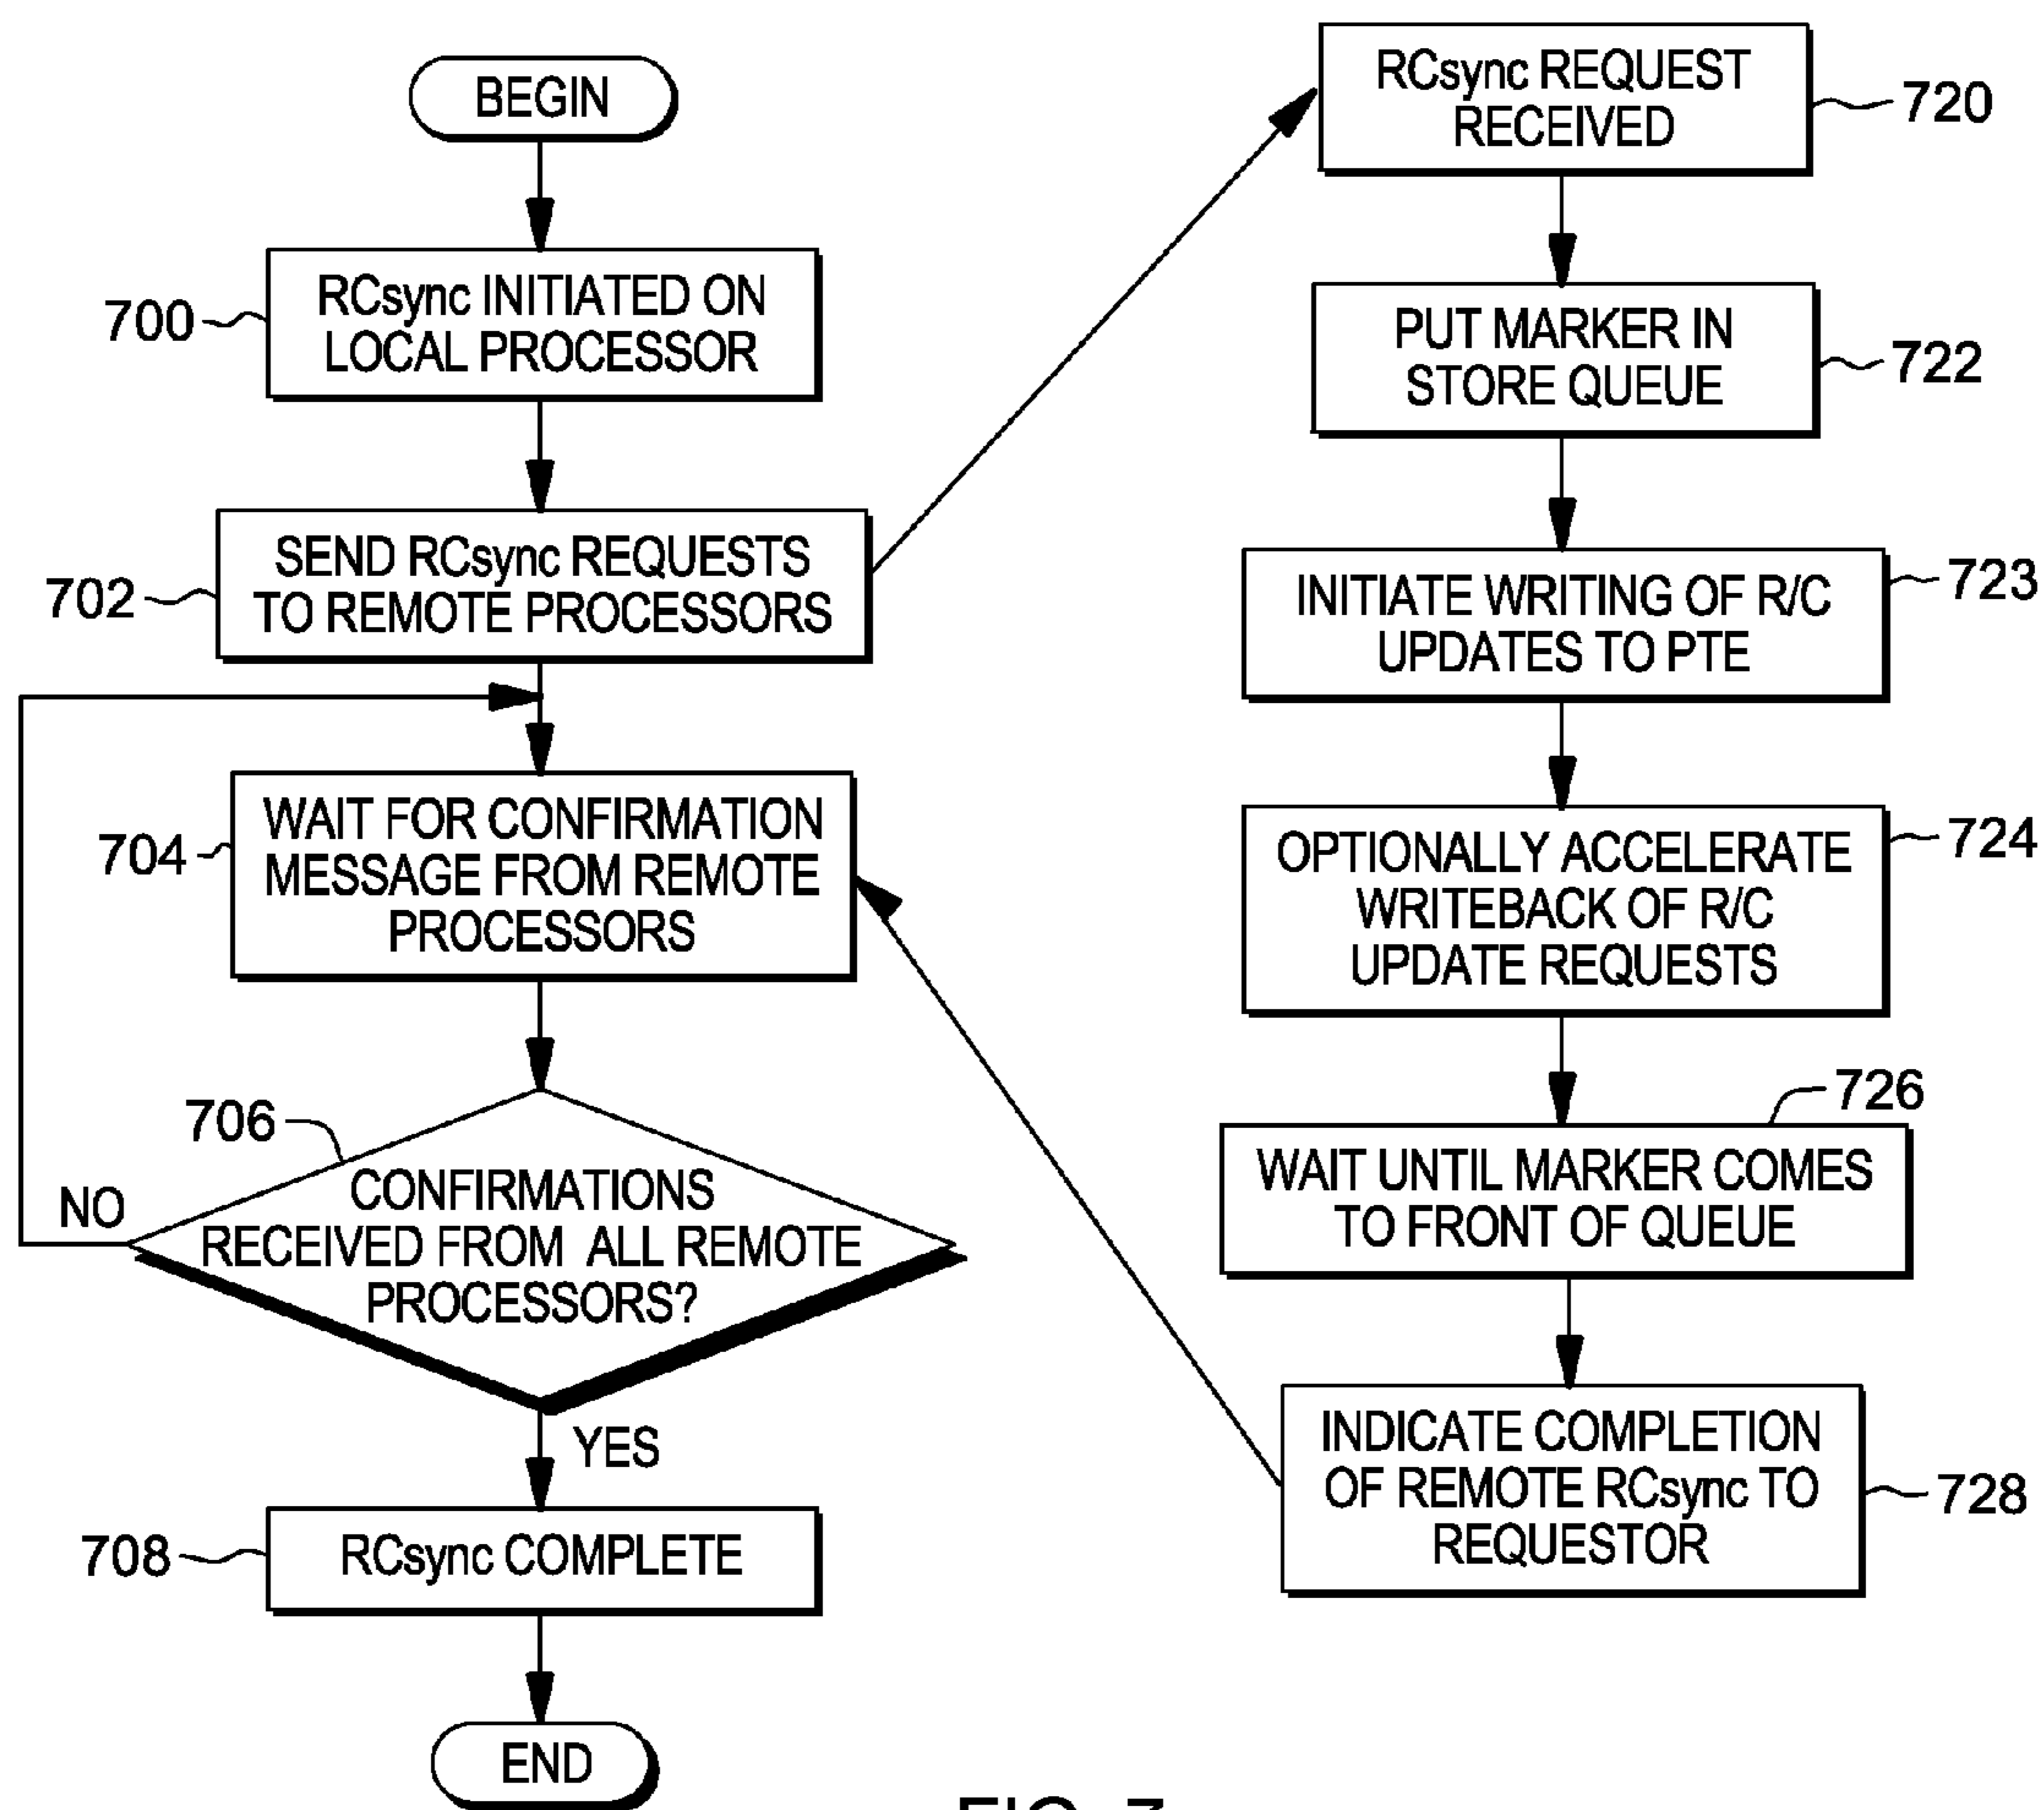 BEGIN
700
RCsync INITIATED ON
LOCAL PROCESSOR
702
SEND RCsync REQUESTS
TO REMOTE PROCESSORS
704
WAIT FOR CONFIRMATION
MESSAGE FROM REMOTE
PROCESSORS
706
CONFIRMATIONS
RECEIVED FROM ALL REMOTE
PROCESSORS?
NO
YES
708
RCsync COMPLETE
END
RCsync REQUEST
RECEIVED
720
PUT MARKER IN
STORE QUEUE
722
INITIATE WRITING OF R/C
UPDATES TO PTE
723
OPTIONALLY ACCELERATE
WRITEBACK OF R/C
UPDATE REQUESTS
724
726
WAIT UNTIL MARKER COMES
TO FRONT OF QUEUE
INDICATE COMPLETION
OF REMOTE RCsync TO
REQUESTOR
728
FIG. 7